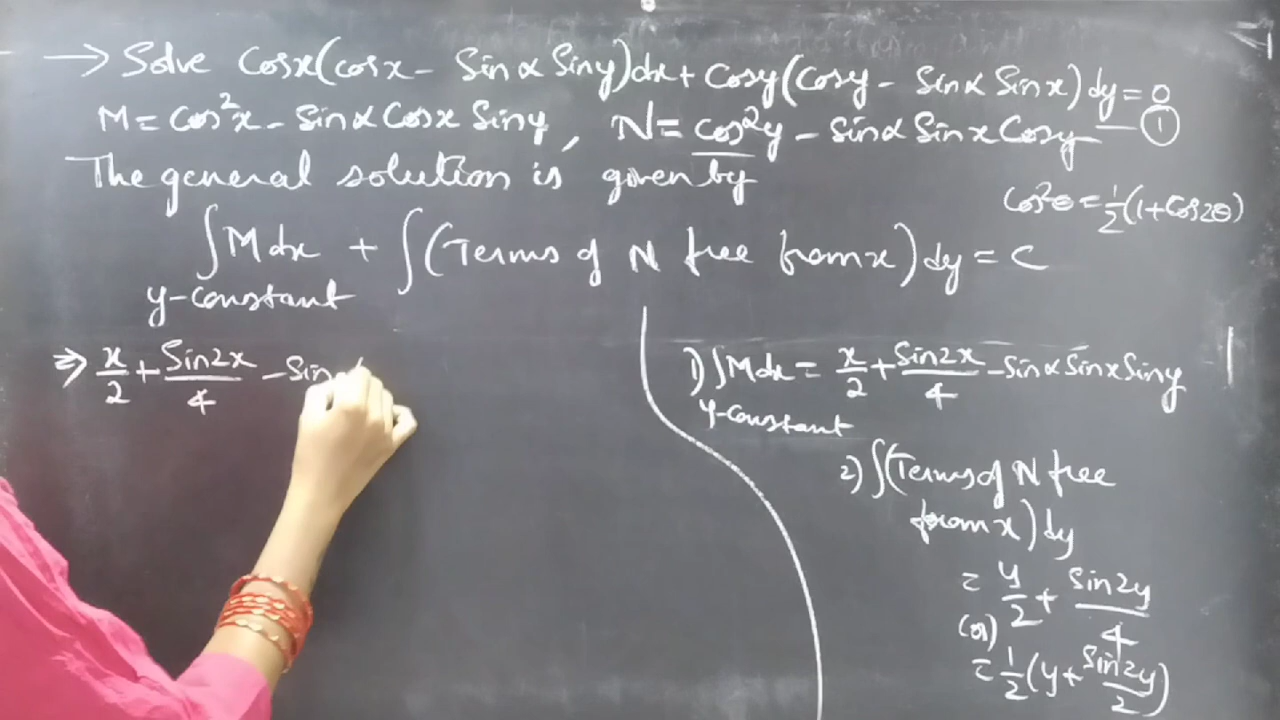 → Solve Cosx(cosx - Sinα Siny)dx + Cosy(Cosy - Sinα Sinx)dy = 0
M = Cos²x - Sinα Cosx Siny, N = cos²y - Sinα Sinx Cosy — ①
The general solution is given by
cos²θ = 1/2(1+Cos2θ)
∫Mdx + ∫(Terms of N free from x) dy = C
y-constant
⇒ x/2 + Sin2x/4 - Sin
1) ∫Mdx = x/2 + Sin2x/4 - Sinα Sinx Siny
y-constant
2) ∫(Terms of N free
from x) dy
= y/2 + Sin2y/4
(or)
= 1/2(y + Sin2y/2)